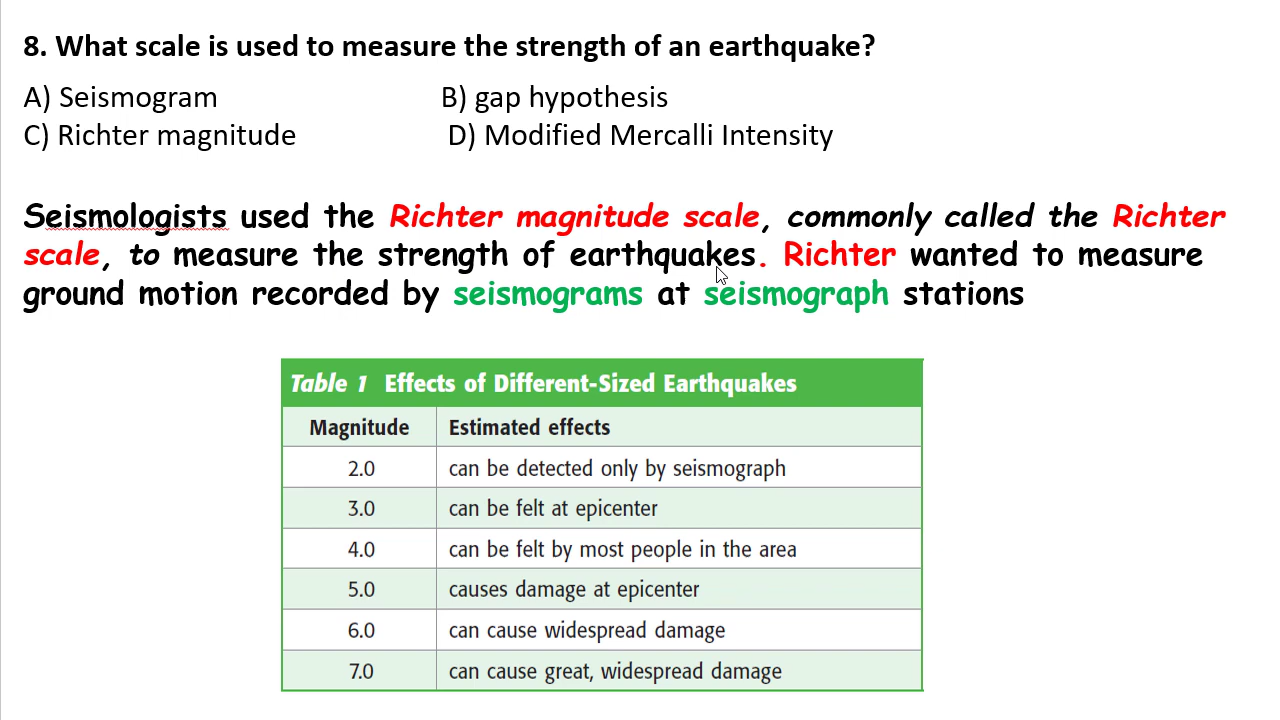 8. What scale is used to measure the strength of an earthquake?
A) Seismogram B) gap hypothesis
C) Richter magnitude D) Modified Mercalli Intensity
Seismologists used the Richter magnitude scale, commonly called the Richter
scale, to measure the strength of earthquakes. Richter wanted to measure
ground motion recorded by seismograms at seismograph stations
Table 1 Effects of Different-Sized Earthquakes
Magnitude Estimated effects
2.0 can be detected only by seismograph
3.0 can be felt at epicenter
4.0 can be felt by most people in the area
5.0 causes damage at epicenter
6.0 can cause widespread damage
7.0 can cause great, widespread damage